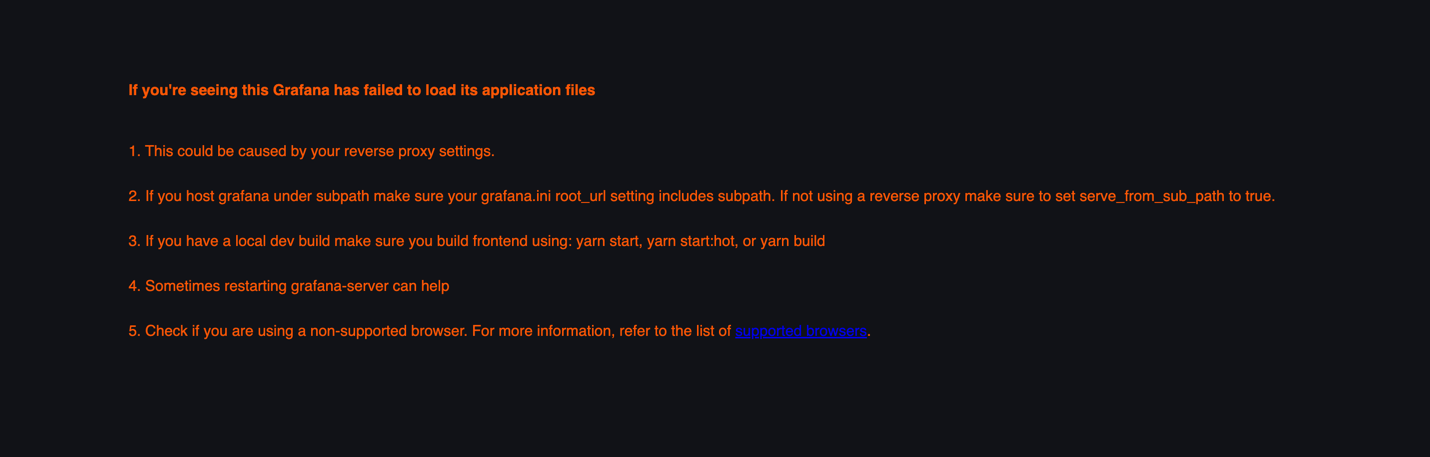 If you're seeing this Grafana has failed to load its application files
1. This could be caused by your reverse proxy settings.
2. If you host grafana under subpath make sure your grafana.ini root_url setting includes subpath. If not using a reverse proxy make sure to set serve_from_sub_path to true.
3. If you have a local dev build make sure you build frontend using: yarn start, yarn start:hot, or yarn build
4. Sometimes restarting grafana-server can help
5. Check if you are using a non-supported browser. For more information, refer to the list of supported browsers.